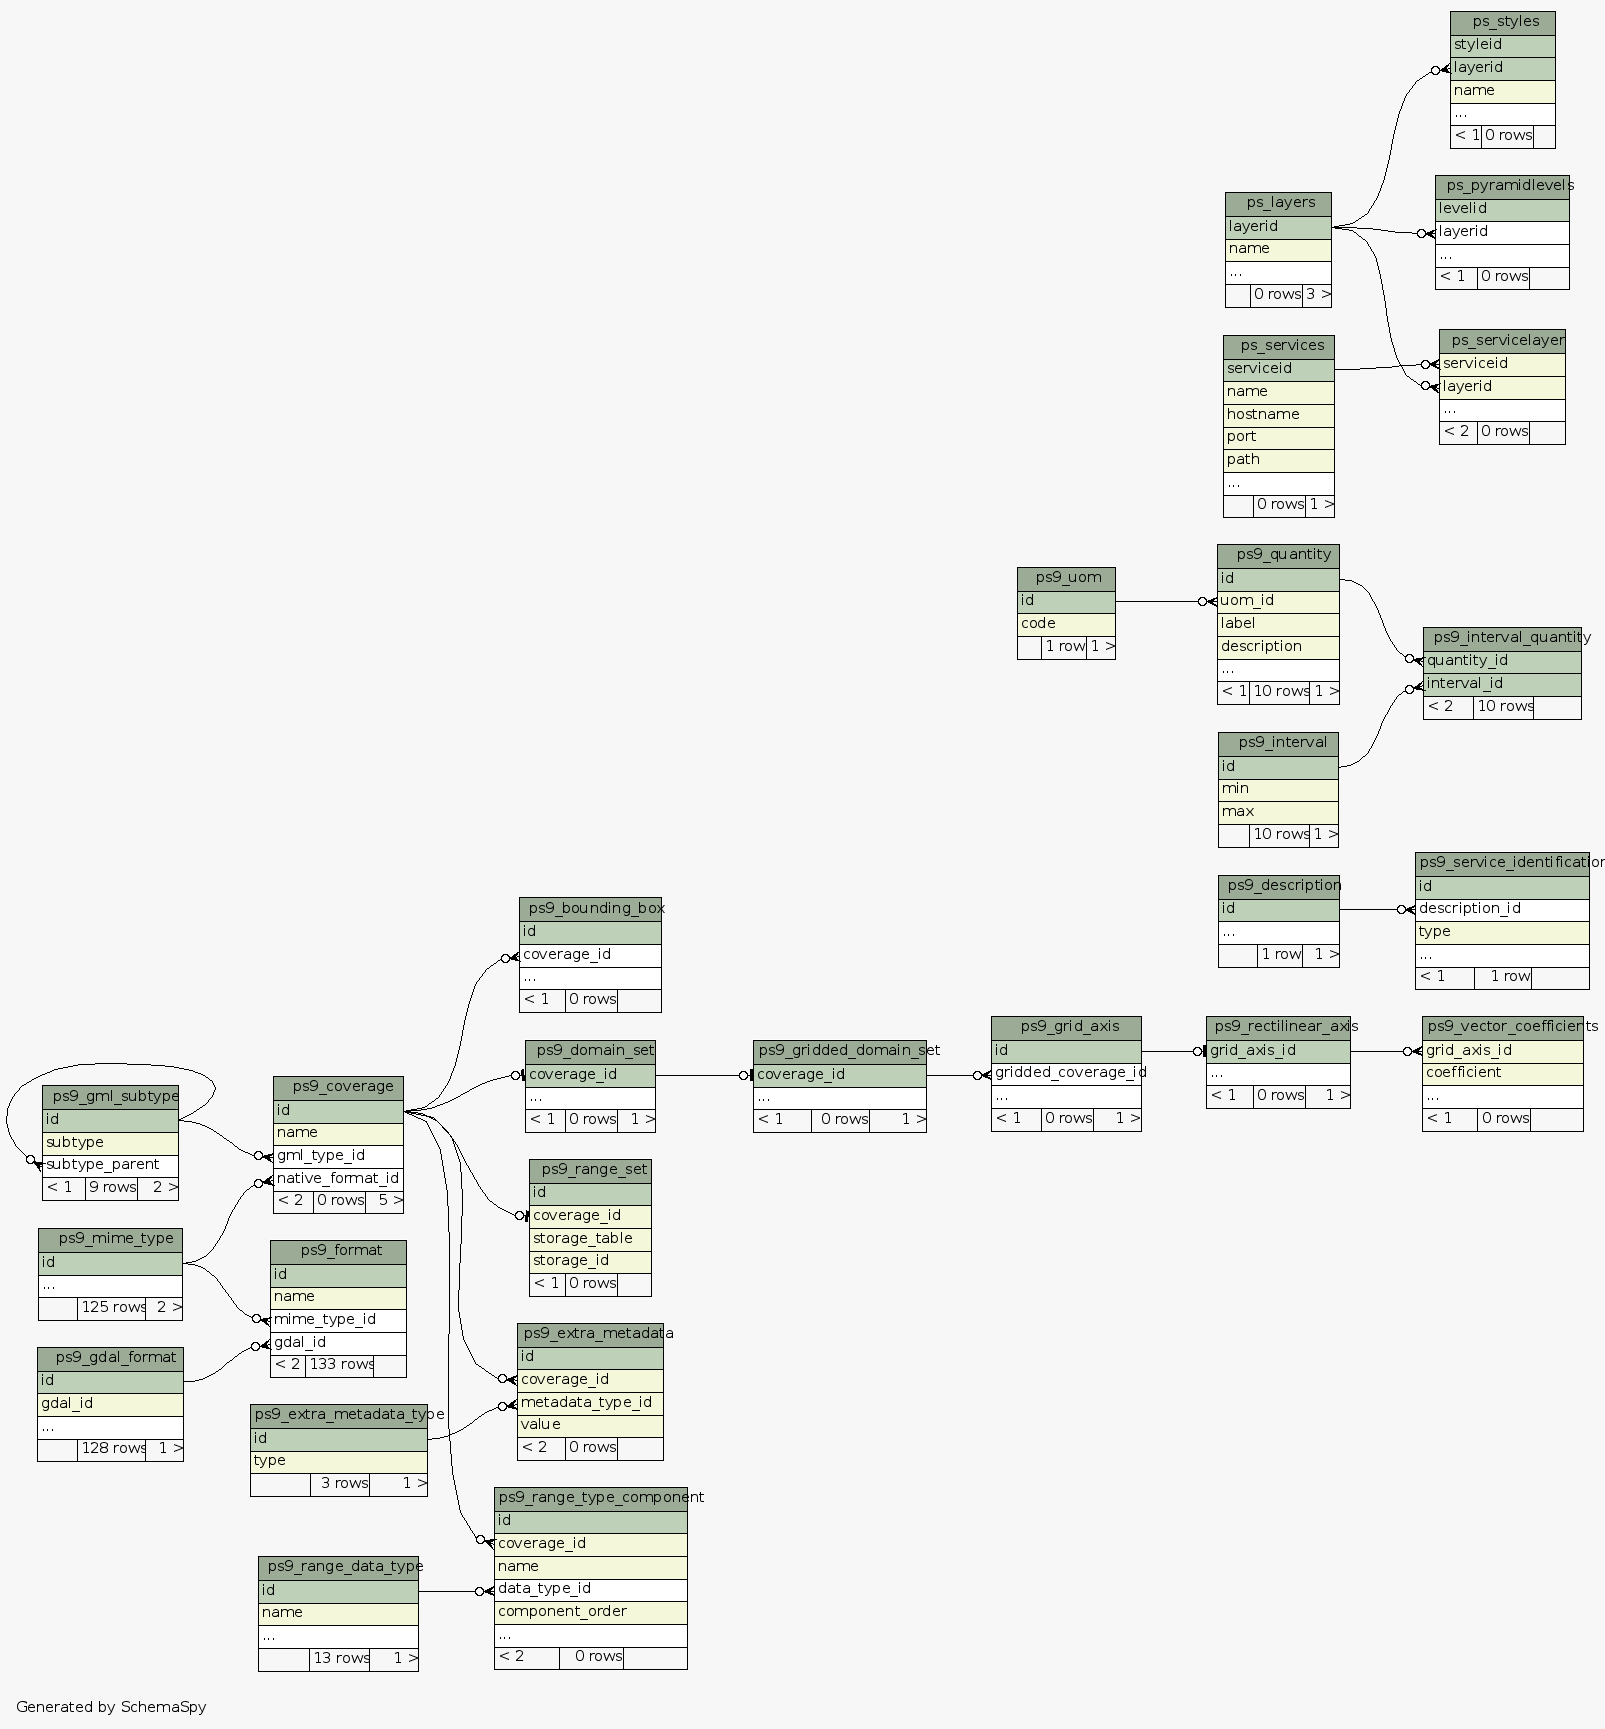 ps_styles
styleid
layerid
name
...
< 1 0 rows
ps_pyramidlevels
levelid
layerid
...
< 1 0 rows
ps_layers
layerid
name
...
0 rows 3 >
ps_servicelayer
serviceid
layerid
...
< 2 0 rows
ps_services
serviceid
name
hostname
port
path
...
0 rows 1 >
ps9_quantity
id
uom_id
label
description
...
< 1 10 rows 1 >
ps9_uom
id
code
1 row 1 >
ps9_interval_quantity
quantity_id
interval_id
< 2 10 rows
ps9_interval
id
min
max
10 rows 1 >
ps9_service_identification
id
description_id
type
...
< 1 1 row
ps9_description
id
...
1 row 1 >
ps9_bounding_box
id
coverage_id
...
< 1 0 rows
ps9_domain_set
coverage_id
...
< 1 0 rows 1 >
ps9_gridded_domain_set
coverage_id
...
< 1 0 rows 1 >
ps9_grid_axis
id
gridded_coverage_id
...
< 1 0 rows 1 >
ps9_rectilinear_axis
grid_axis_id
...
< 1 0 rows 1 >
ps9_vector_coefficients
grid_axis_id
coefficient
...
< 1 0 rows
ps9_gml_subtype
id
subtype
subtype_parent
< 1 9 rows 2 >
ps9_coverage
id
name
gml_type_id
native_format_id
< 2 0 rows 5 >
ps9_range_set
id
coverage_id
storage_table
storage_id
< 1 0 rows
ps9_mime_type
id
...
125 rows 2 >
ps9_format
id
name
mime_type_id
gdal_id
< 2 133 rows
ps9_extra_metadata
id
coverage_id
metadata_type_id
value
< 2 0 rows
ps9_gdal_format
id
gdal_id
...
128 rows 1 >
ps9_extra_metadata_type
id
type
3 rows 1 >
ps9_range_type_component
id
coverage_id
name
data_type_id
component_order
...
< 2 0 rows
ps9_range_data_type
id
name
...
13 rows 1 >
Generated by SchemaSpy